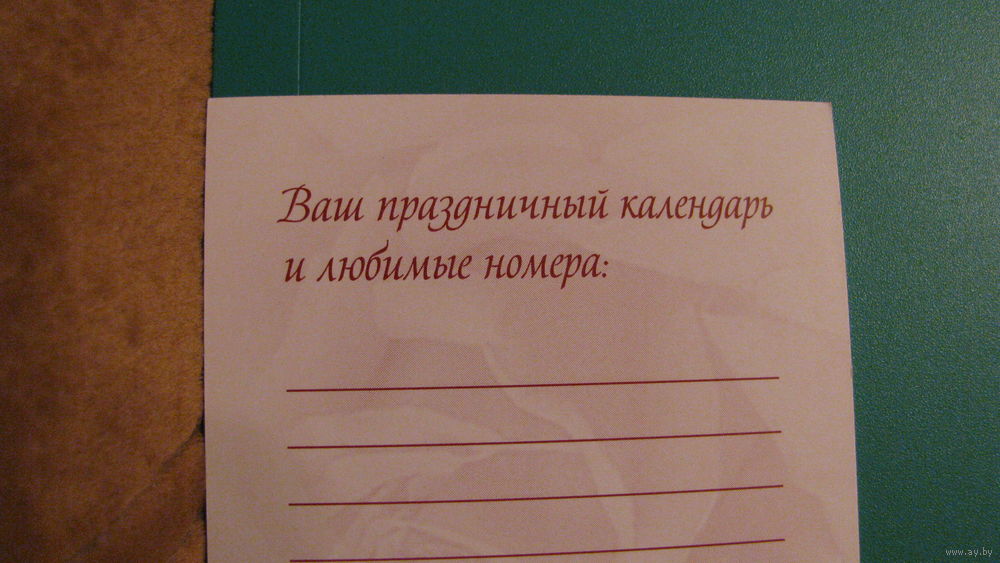 Ваш праздничный календарь
и любимые номера:
www.ay.by